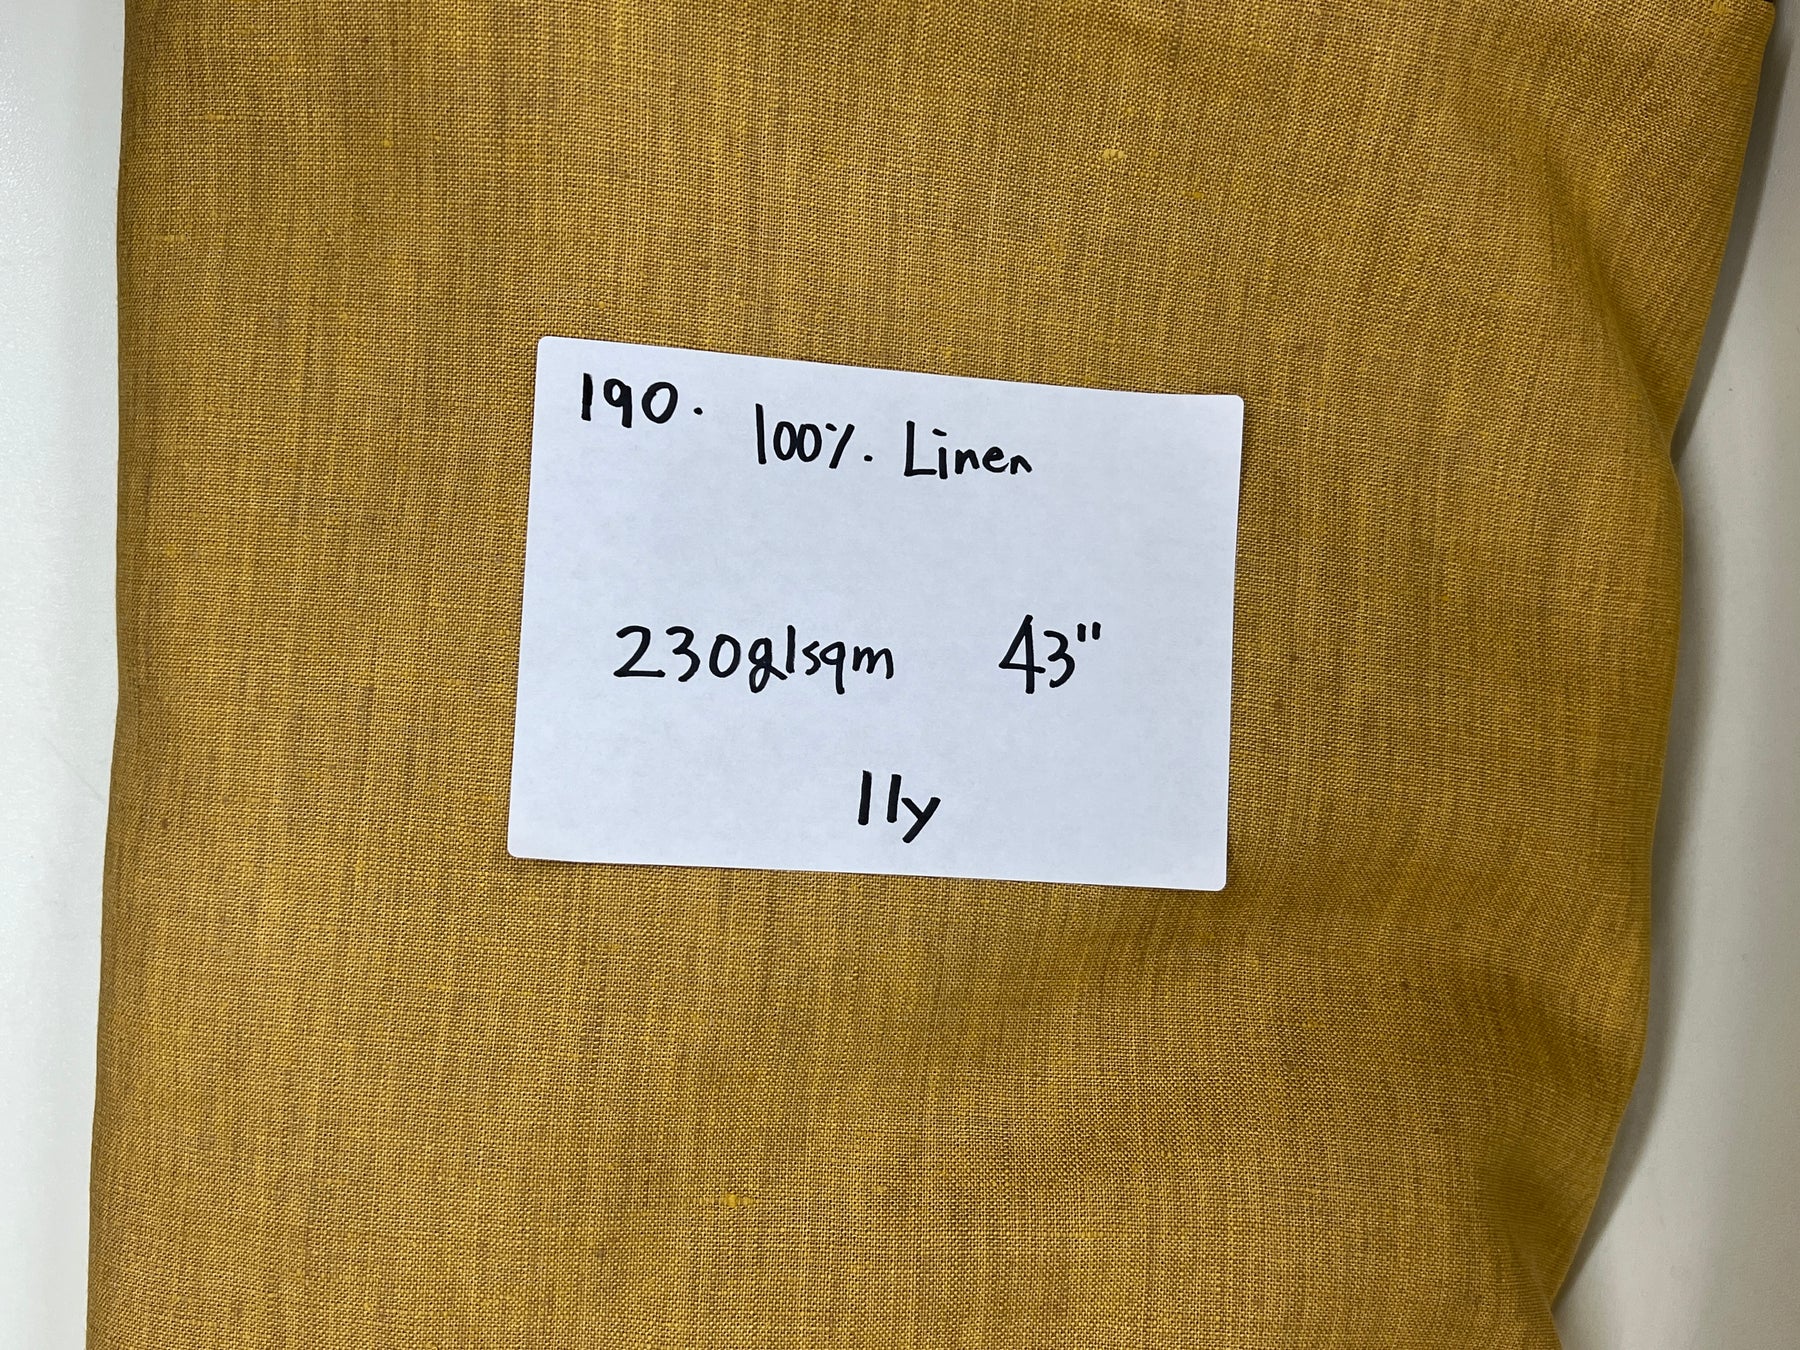 190. 100%. Linen
230g/sqm 43"
11y